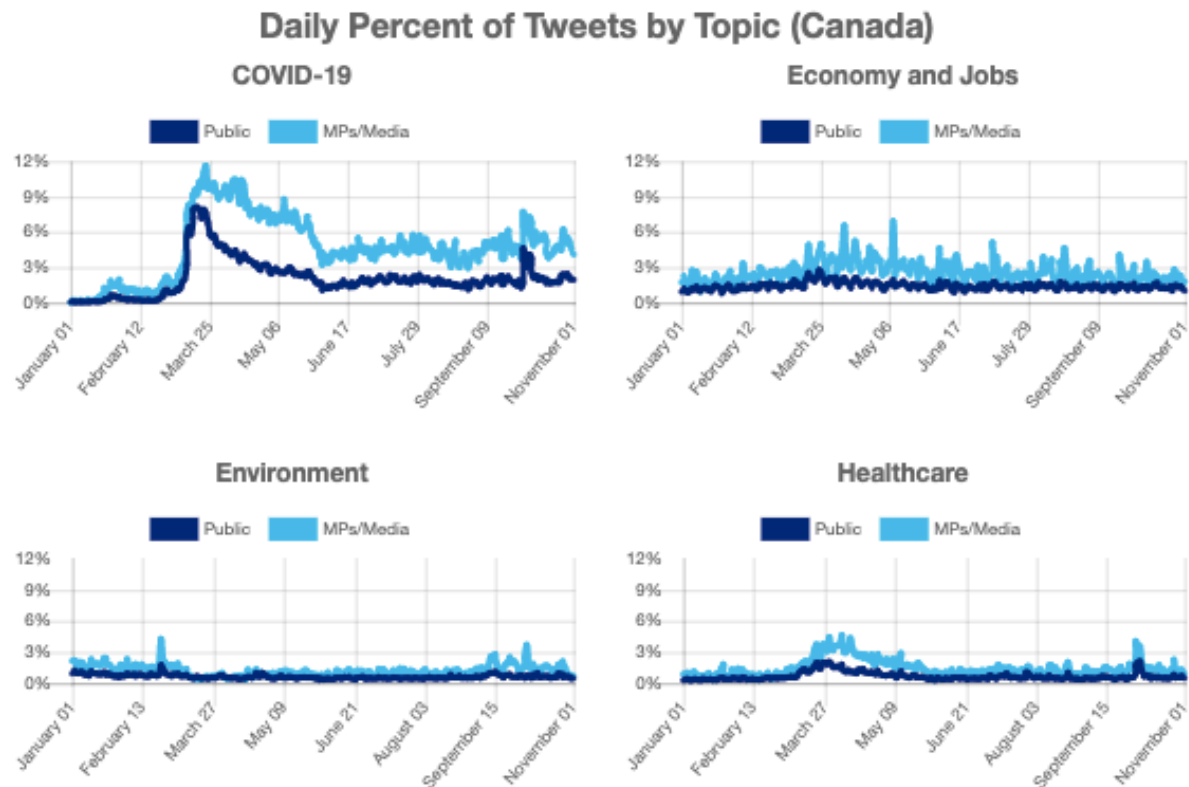 Daily Percent of Tweets by Topic (Canada)
COVID-19
Public MPs/Media
12%
9%
6%
3%
0%
January 01
February 12
March 25
May 06
June 17
July 29
September 09
November 01
Economy and Jobs
Public MPs/Media
12%
9%
6%
3%
0%
January 01
February 12
March 25
May 06
June 17
July 29
September 09
November 01
Environment
Public MPs/Media
12%
9%
6%
3%
0%
January 01
February 13
March 27
May 09
June 21
August 03
September 15
November 01
Healthcare
Public MPs/Media
12%
9%
6%
3%
0%
January 01
February 13
March 27
May 09
June 21
August 03
September 15
November 01